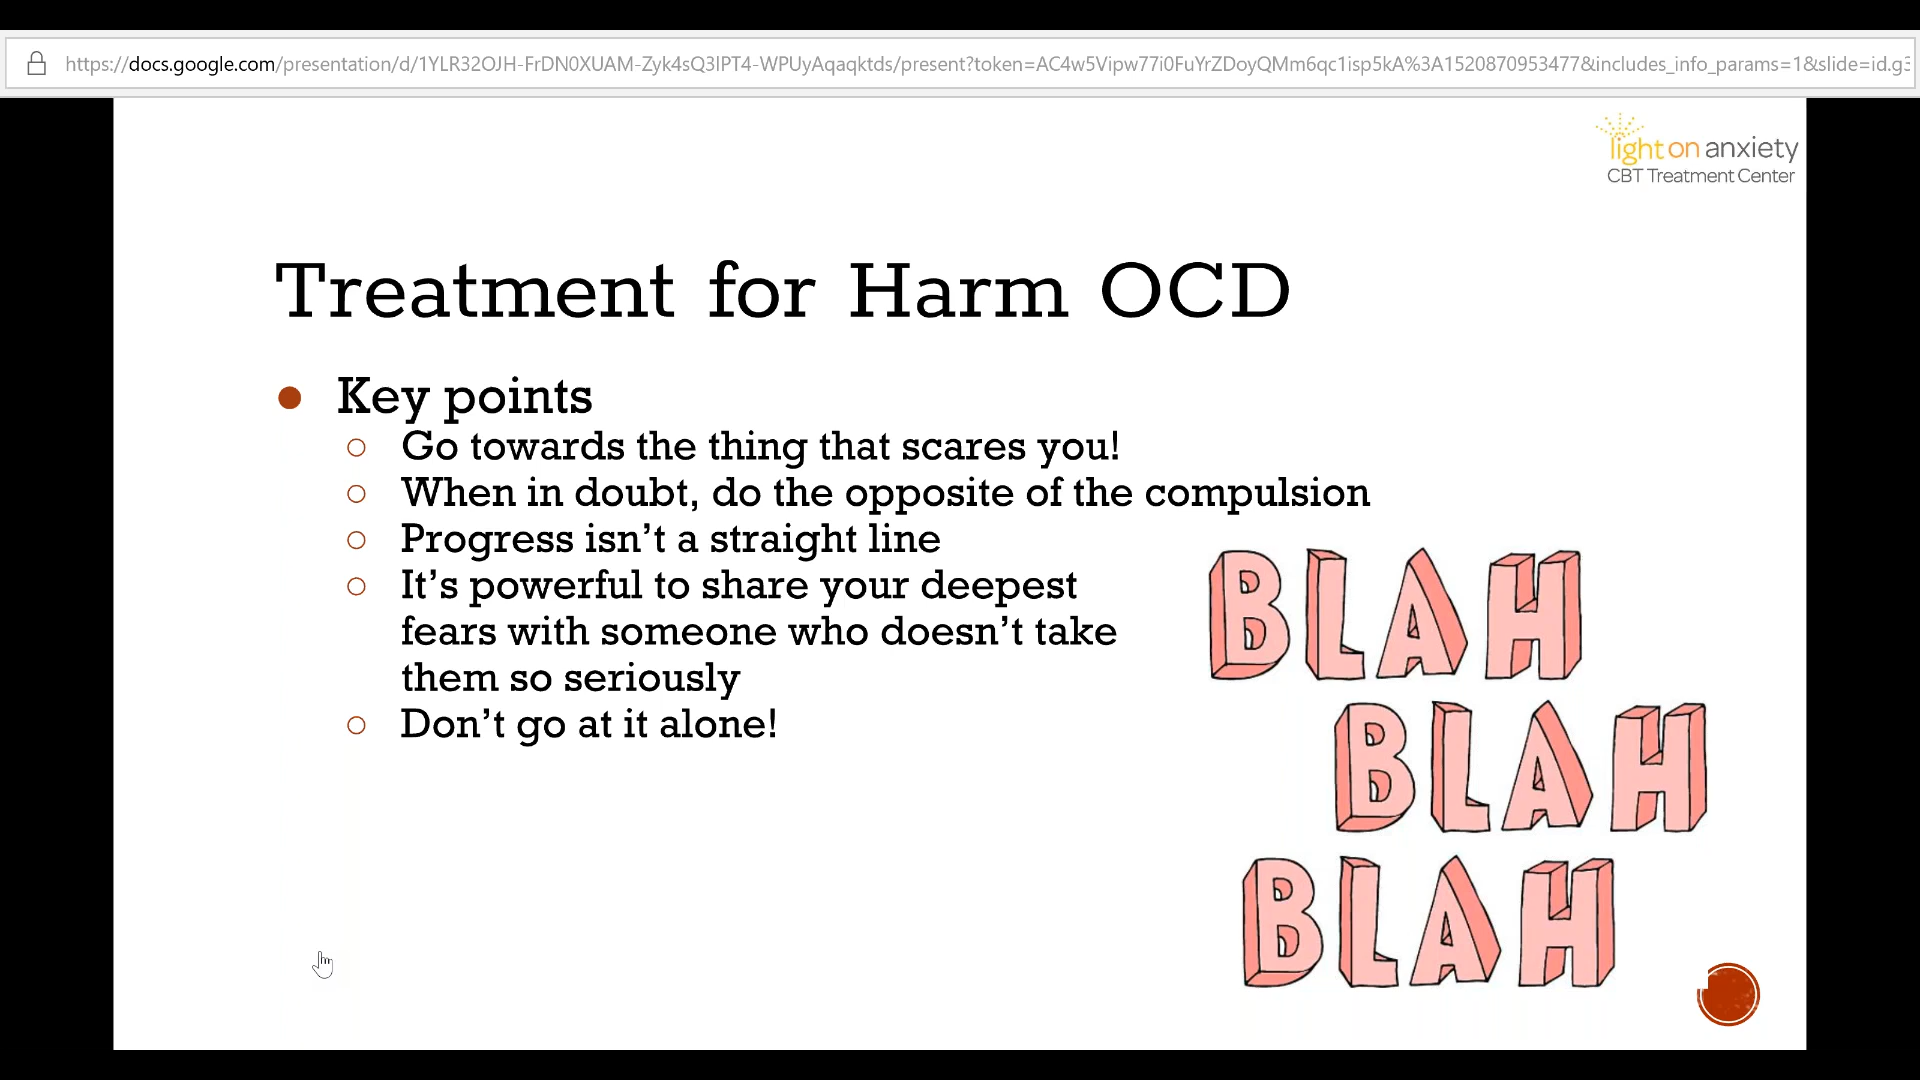 https://docs.google.com/presentation/d/1YLR32OJH-FrDN0XUAM-Zyk4sQ3lPT4-WPUyAqaqktds/present?token=AC4w5Vipw77i0FuYrZDoyQMm6qc1isp5kA%3A1520870953477&includes_info_params=1&slide=id.g3
light on anxiety
CBT Treatment Center
Treatment for Harm OCD
Key points
Go towards the thing that scares you!
When in doubt, do the opposite of the compulsion
Progress isn’t a straight line
It’s powerful to share your deepest
fears with someone who doesn’t take
them so seriously
Don’t go at it alone!
BLAH
BLAH
BLAH